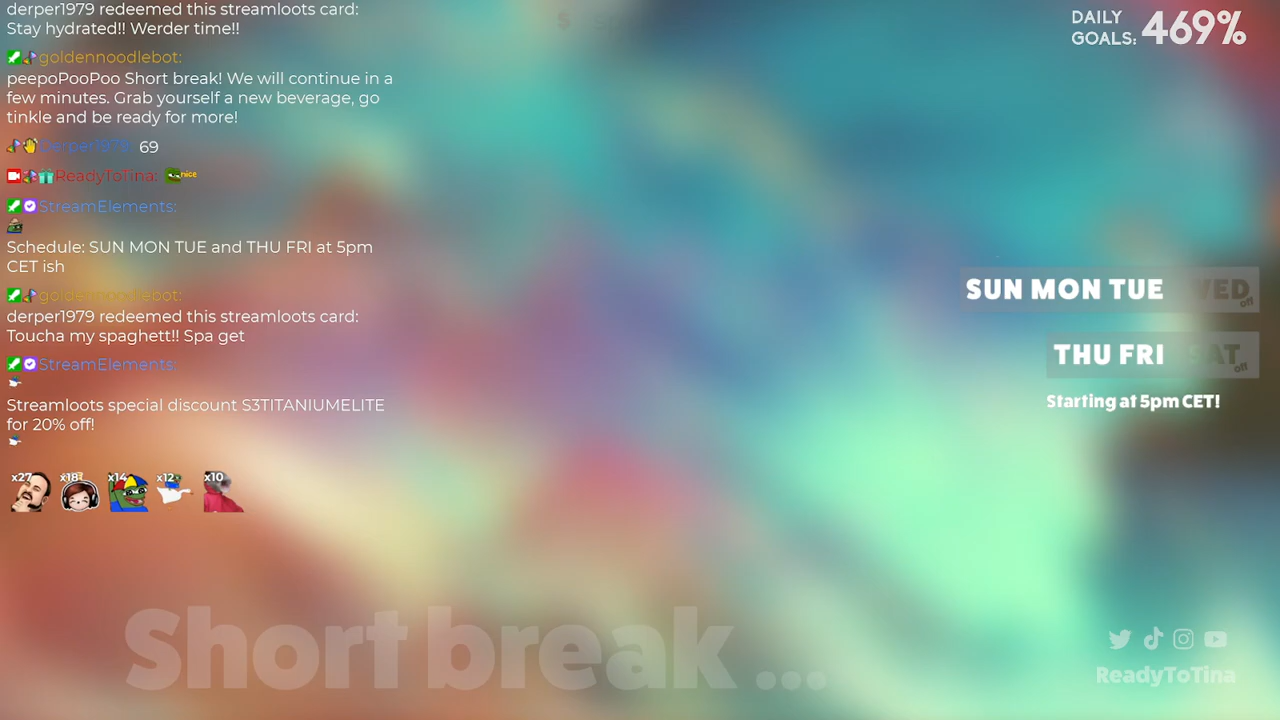 derper1979 redeemed this streamloots card:
Stay hydrated!! Werder time!!
goldennoodlebot:
peepoPooPoo Short break! We will continue in a
few minutes. Grab yourself a new beverage, go
tinkle and be ready for more!
Derper1979: 69
ReadyToTina: nice
StreamElements:
Schedule: SUN MON TUE and THU FRI at 5pm
CET ish
goldennoodlebot:
derper1979 redeemed this streamloots card:
Toucha my spaghett!! Spa get
StreamElements:
Streamloots special discount S3TITANIUMELITE
for 20% off!
x27 x18 x14 x12 x10
DAILY
GOALS: 469%
SUN MON TUE WED off
THU FRI SAT off
Starting at 5pm CET!
Short break ...
ReadyToTina